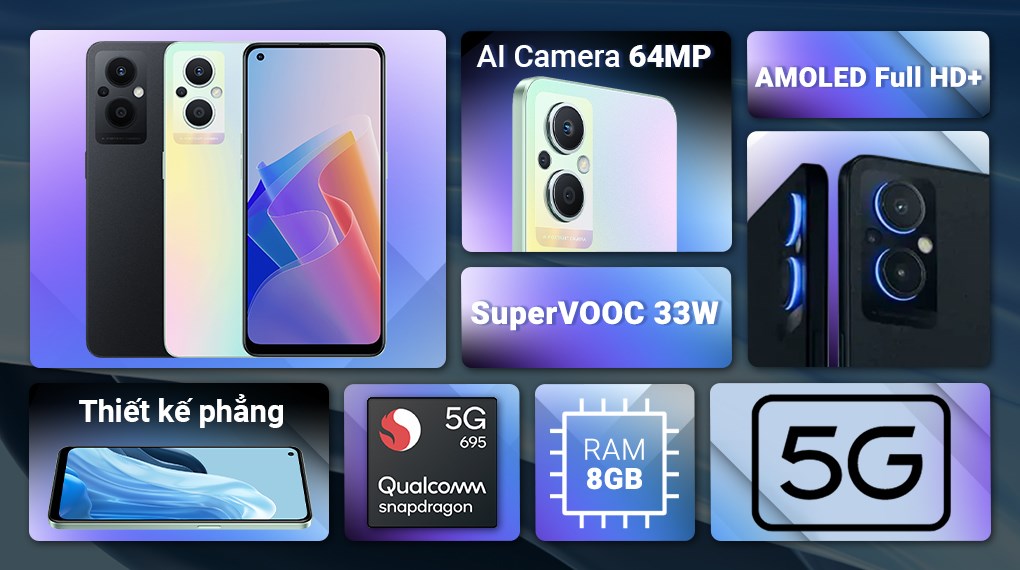 AI Camera 64MP
AMOLED Full HD+
SuperVOOC 33W
Thiết kế phẳng
5G
695
Qualcomm
snapdragon
RAM
8GB
5G